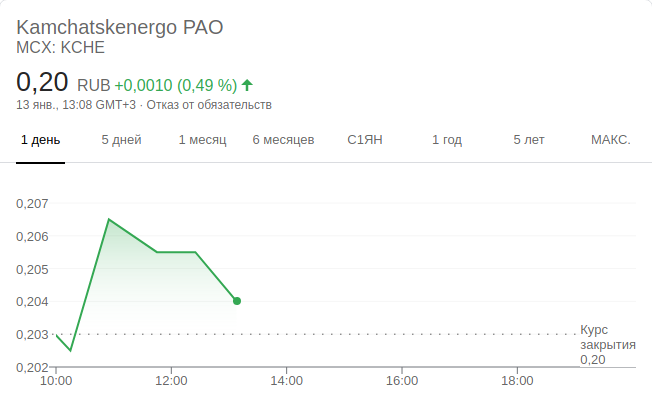 Kamchatskenergo PAO
MCX: KCHE
0,20 RUB +0,0010 (0,49 %)
13 янв., 13:08 GMT+3 · Отказ от обязательств
1 день 5 дней 1 месяц 6 месяцев С1ЯН 1 год 5 лет МАКС.
0,207
0,206
0,205
0,204
0,203
0,202
Курс
закрытия
0,20
10:00 12:00 14:00 16:00 18:00